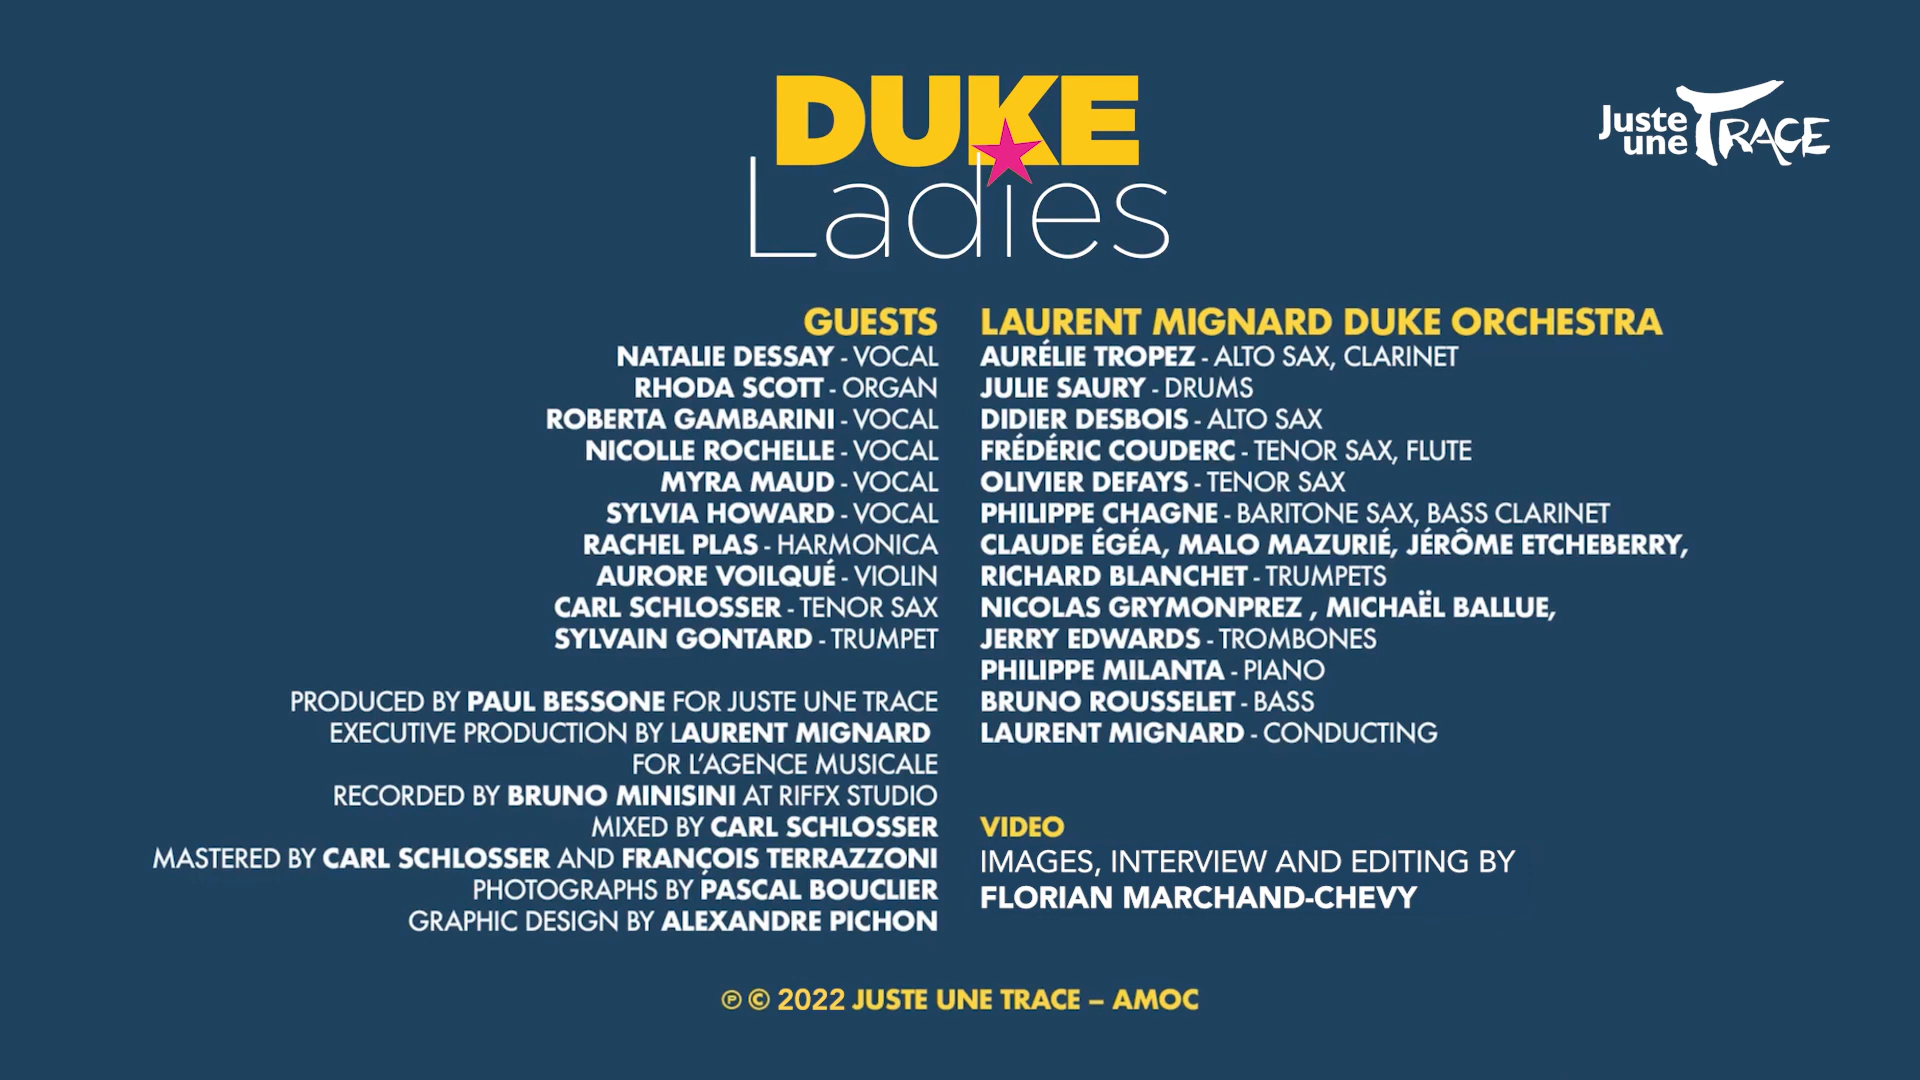 DUKE
Ladies
Juste
une TRACE
GUESTS
NATALIE DESSAY - VOCAL
RHODA SCOTT - ORGAN
ROBERTA GAMBARINI - VOCAL
NICOLLE ROCHELLE - VOCAL
MYRA MAUD - VOCAL
SYLVIA HOWARD - VOCAL
RACHEL PLAS - HARMONICA
AURORE VOILQUÉ - VIOLIN
CARL SCHLOSSER - TENOR SAX
SYLVAIN GONTARD - TRUMPET
PRODUCED BY PAUL BESSONE FOR JUSTE UNE TRACE
EXECUTIVE PRODUCTION BY LAURENT MIGNARD
FOR L'AGENCE MUSICALE
RECORDED BY BRUNO MINISINI AT RIFFX STUDIO
MIXED BY CARL SCHLOSSER
MASTERED BY CARL SCHLOSSER AND FRANÇOIS TERRAZZONI
PHOTOGRAPHS BY PASCAL BOUCLIER
GRAPHIC DESIGN BY ALEXANDRE PICHON
LAURENT MIGNARD DUKE ORCHESTRA
AURÉLIE TROPEZ - ALTO SAX, CLARINET
JULIE SAURY - DRUMS
DIDIER DESBOIS - ALTO SAX
FRÉDÉRIC COUDERC - TENOR SAX, FLUTE
OLIVIER DEFAYS - TENOR SAX
PHILIPPE CHAGNE - BARITONE SAX, BASS CLARINET
CLAUDE ÉGÉA, MALO MAZURIÉ, JÉRÔME ETCHEBERRY,
RICHARD BLANCHET - TRUMPETS
NICOLAS GRYMONPREZ , MICHAËL BALLUE,
JERRY EDWARDS - TROMBONES
PHILIPPE MILANTA - PIANO
BRUNO ROUSSELET - BASS
LAURENT MIGNARD - CONDUCTING
VIDEO
IMAGES, INTERVIEW AND EDITING BY
FLORIAN MARCHAND-CHEVY
℗ © 2022 JUSTE UNE TRACE – AMOC